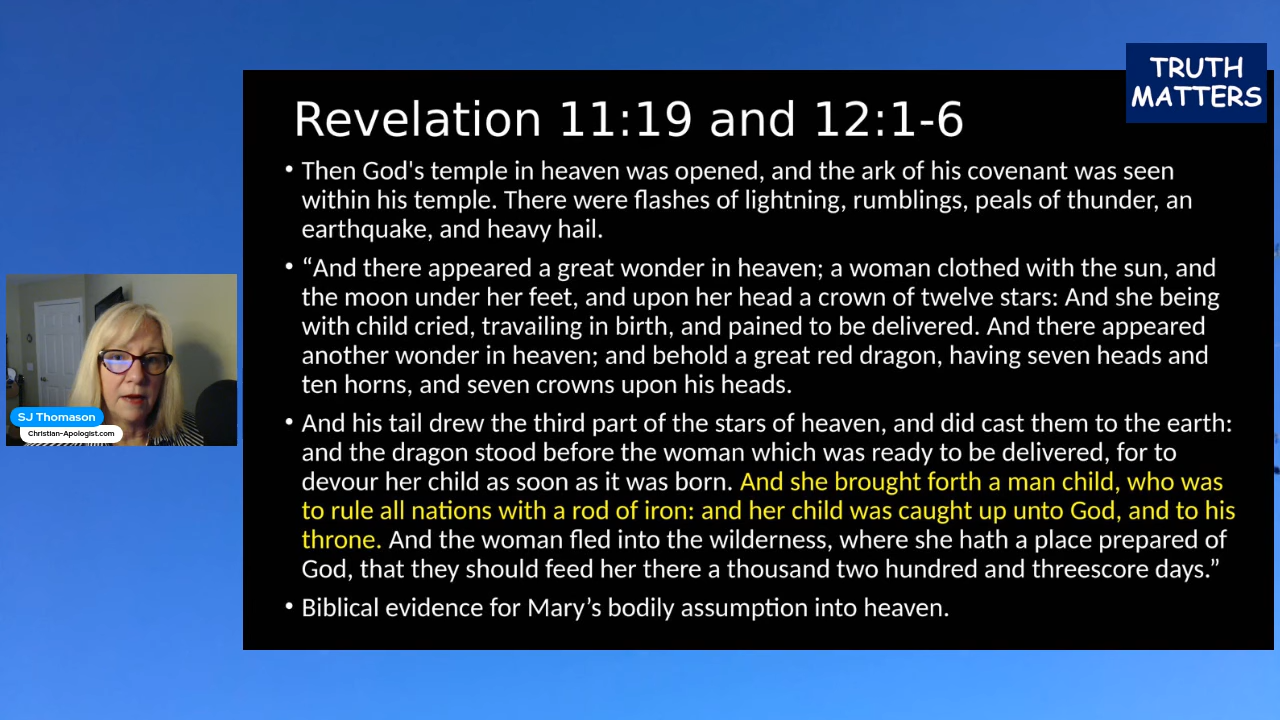 TRUTH
MATTERS
Revelation 11:19 and 12:1-6
• Then God's temple in heaven was opened, and the ark of his covenant was seen
within his temple. There were flashes of lightning, rumblings, peals of thunder, an
earthquake, and heavy hail.
• “And there appeared a great wonder in heaven; a woman clothed with the sun, and
the moon under her feet, and upon her head a crown of twelve stars: And she being
with child cried, travailing in birth, and pained to be delivered. And there appeared
another wonder in heaven; and behold a great red dragon, having seven heads and
ten horns, and seven crowns upon his heads.
• And his tail drew the third part of the stars of heaven, and did cast them to the earth:
and the dragon stood before the woman which was ready to be delivered, for to
devour her child as soon as it was born. And she brought forth a man child, who was
to rule all nations with a rod of iron: and her child was caught up unto God, and to his
throne. And the woman fled into the wilderness, where she hath a place prepared of
God, that they should feed her there a thousand two hundred and threescore days.”
• Biblical evidence for Mary’s bodily assumption into heaven.
SJ Thomason
Christian-Apologist.com